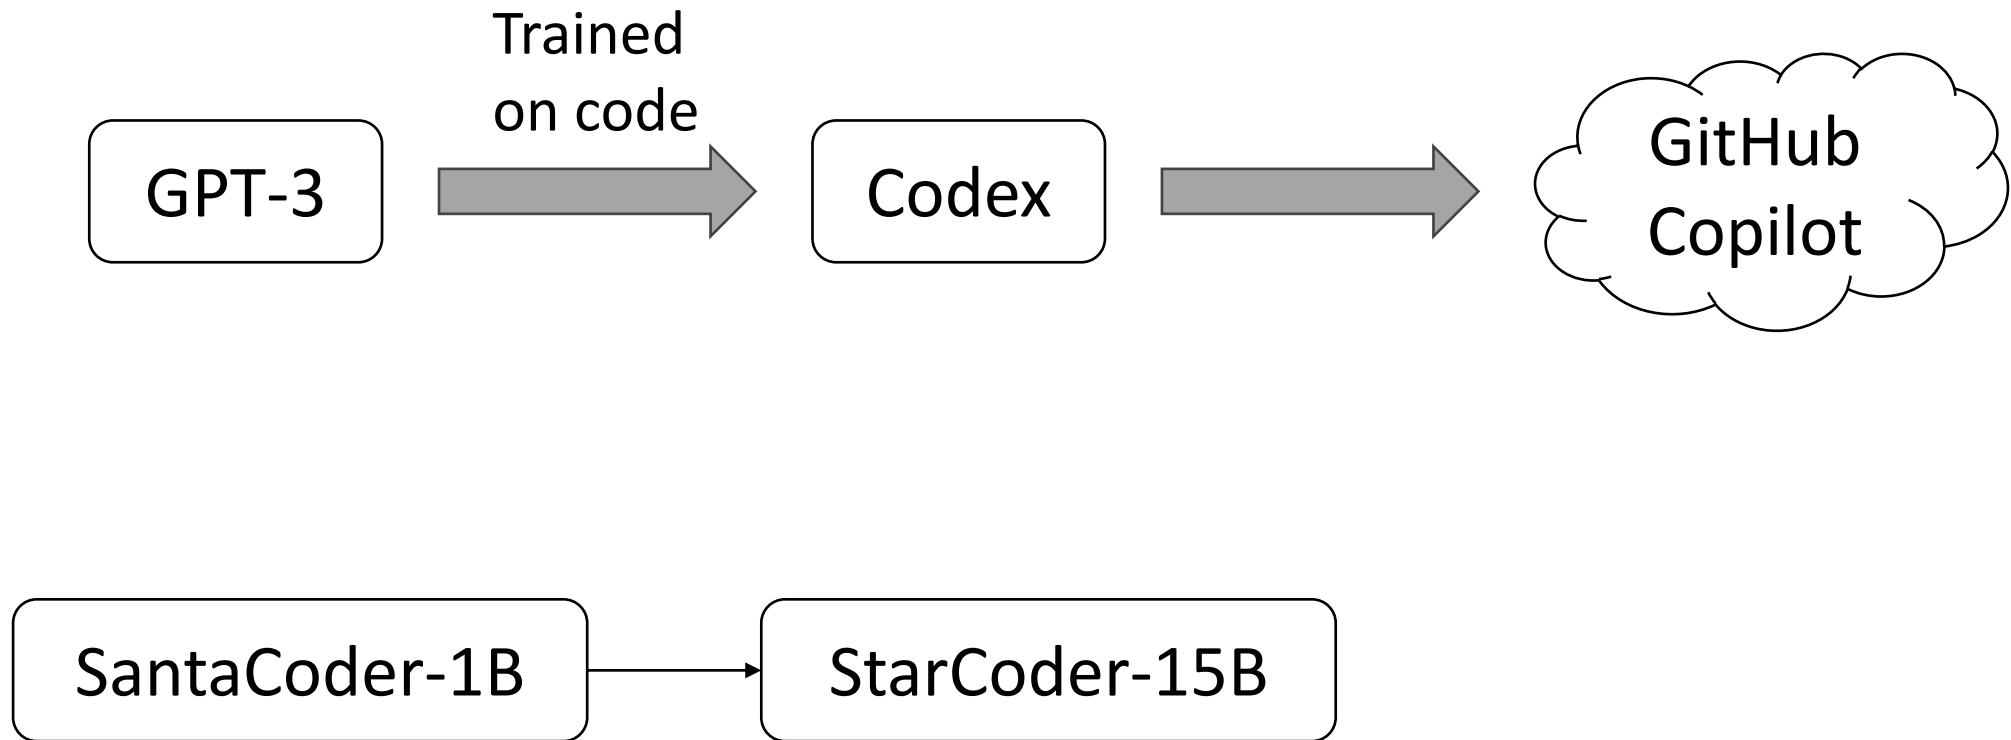 Trained
on code
GPT-3
Codex
GitHub
Copilot
SantaCoder-1B
StarCoder-15B